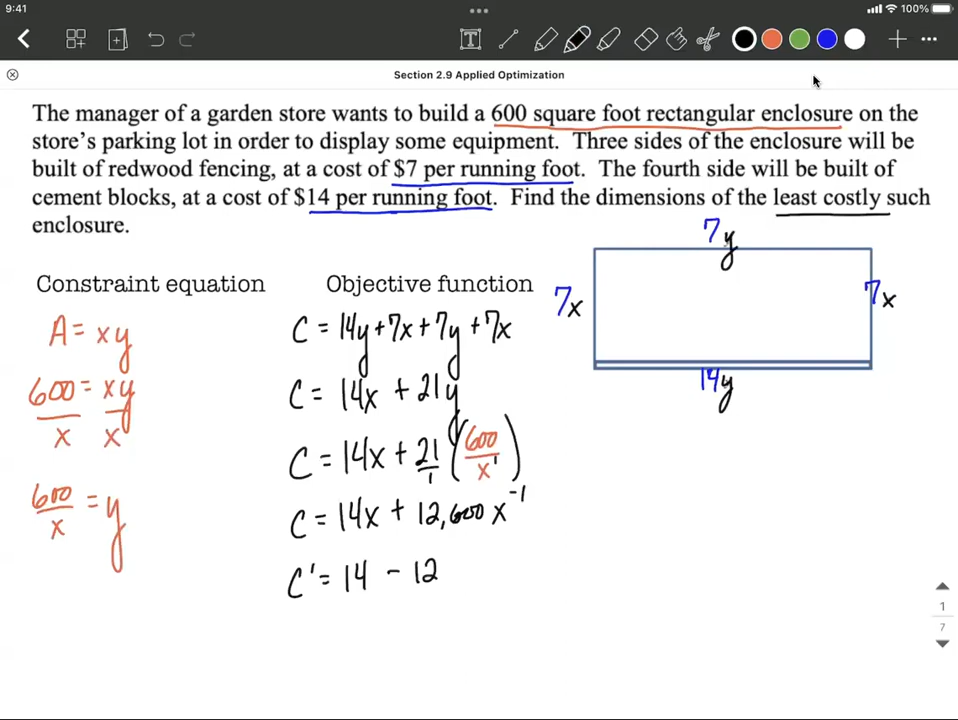 9:41
100%
Section 2.9 Applied Optimization
The manager of a garden store wants to build a 600 square foot rectangular enclosure on the
store's parking lot in order to display some equipment. Three sides of the enclosure will be
built of redwood fencing, at a cost of $7 per running foot. The fourth side will be built of
cement blocks, at a cost of $14 per running foot. Find the dimensions of the least costly such
enclosure.
7y
7x
7x
14y
Constraint equation
A = xy
600 = xy
x x
600/x = y
Objective function
C = 14y + 7x + 7y + 7x
C = 14x + 21y
C = 14x + 21/1 (600/x^1)
C = 14x + 12,600 x^-1
C' = 14 - 12
1
7